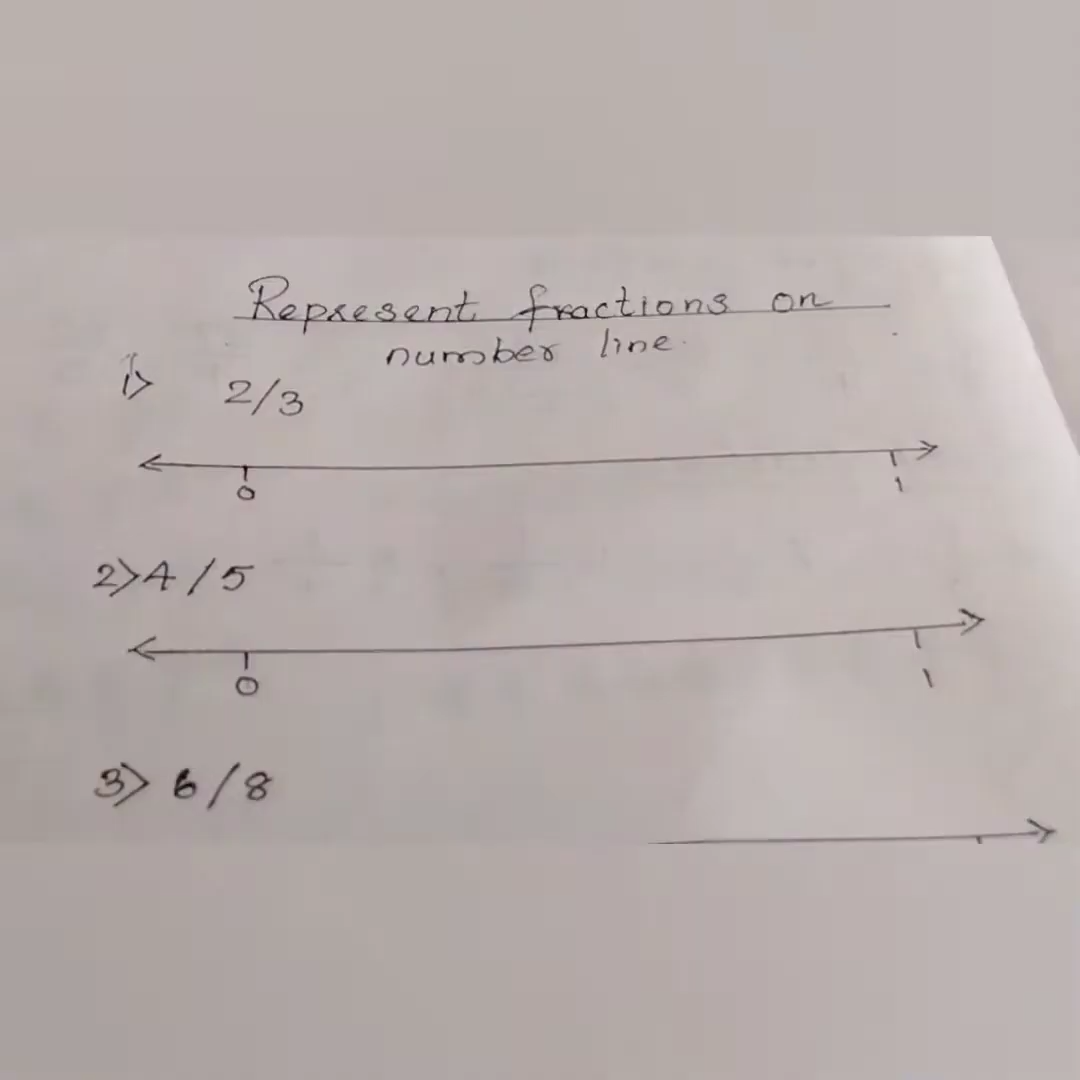 Represent fractions on
number line.
1> 2/3
0 1
2> 4/5
0 1
3> 6/8